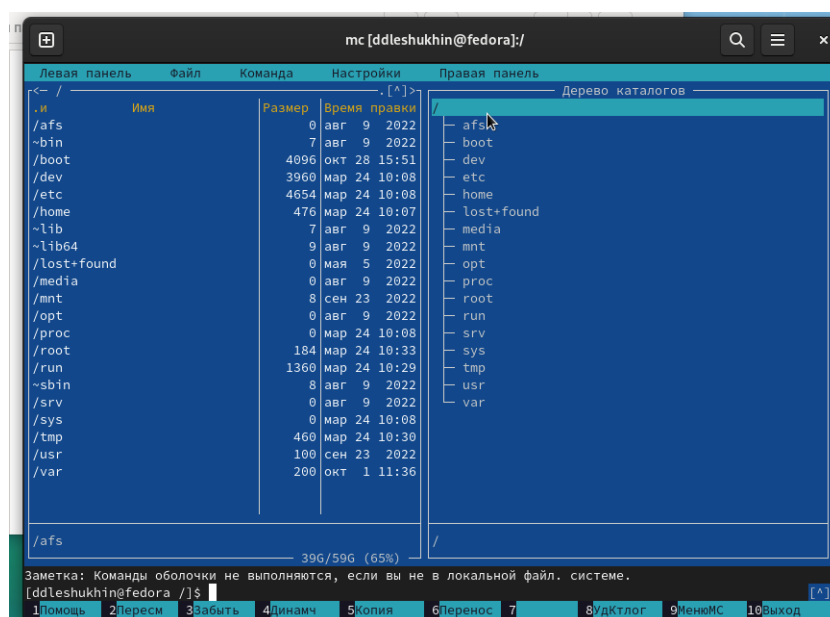 mc [ddleshukhin@fedora]:/
Левая панель Файл Команда Настройки Правая панель
<— / .[^]>
.и Имя Размер Время правки
/afs 0 авг 9 2022
~bin 7 авг 9 2022
/boot 4096 окт 28 15:51
/dev 3960 мар 24 10:08
/etc 4654 мар 24 10:08
/home 476 мар 24 10:07
~lib 7 авг 9 2022
~lib64 9 авг 9 2022
/lost+found 0 мая 5 2022
/media 0 авг 9 2022
/mnt 8 сен 23 2022
/opt 0 авг 9 2022
/proc 0 мар 24 10:08
/root 184 мар 24 10:33
/run 1360 мар 24 10:29
~sbin 8 авг 9 2022
/srv 0 авг 9 2022
/sys 0 мар 24 10:08
/tmp 460 мар 24 10:30
/usr 100 сен 23 2022
/var 200 окт 1 11:36
/afs
39G/59G (65%)
Дерево каталогов
/
afs
boot
dev
etc
home
lost+found
media
mnt
opt
proc
root
run
srv
sys
tmp
usr
var
/
Заметка: Команды оболочки не выполняются, если вы не в локальной файл. системе.
[ddleshukhin@fedora /]$ [^]
1Помощь 2Пересм 3Забыть 4Динамч 5Копия 6Перенос 7 8УдКтлог 9МенюMC 10Выход